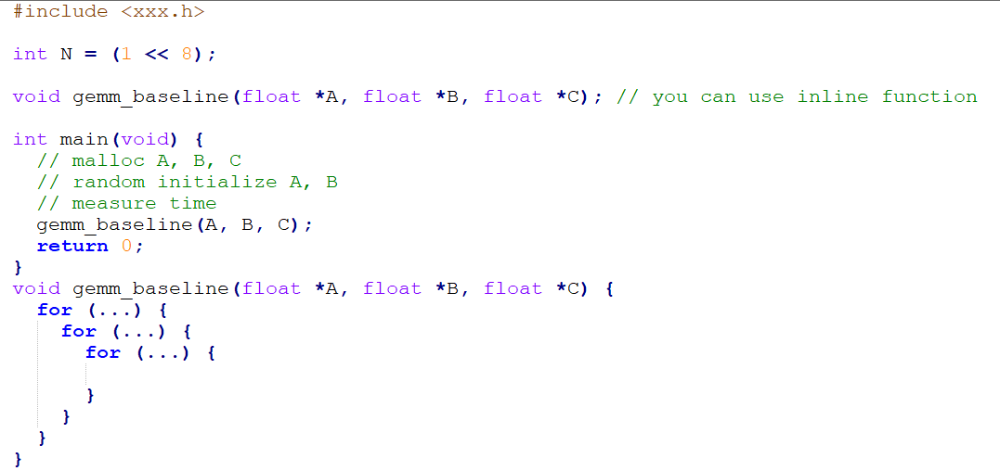 #include <xxx.h>
int N = (1 << 8);
void gemm_baseline(float *A, float *B, float *C); // you can use inline function
int main(void) {
  // malloc A, B, C
  // random initialize A, B
  // measure time
  gemm_baseline(A, B, C);
  return 0;
}
void gemm_baseline(float *A, float *B, float *C) {
  for (...) {
    for (...) {
      for (...) {
      }
    }
  }
}